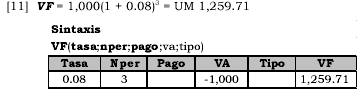 [11] VF = 1,000(1 + 0.08)³ = UM 1,259.71
Sintaxis
VF(tasa;nper;pago;va;tipo)
Tasa Nper Pago VA Tipo VF
0.08 3 -1,000 1,259.71